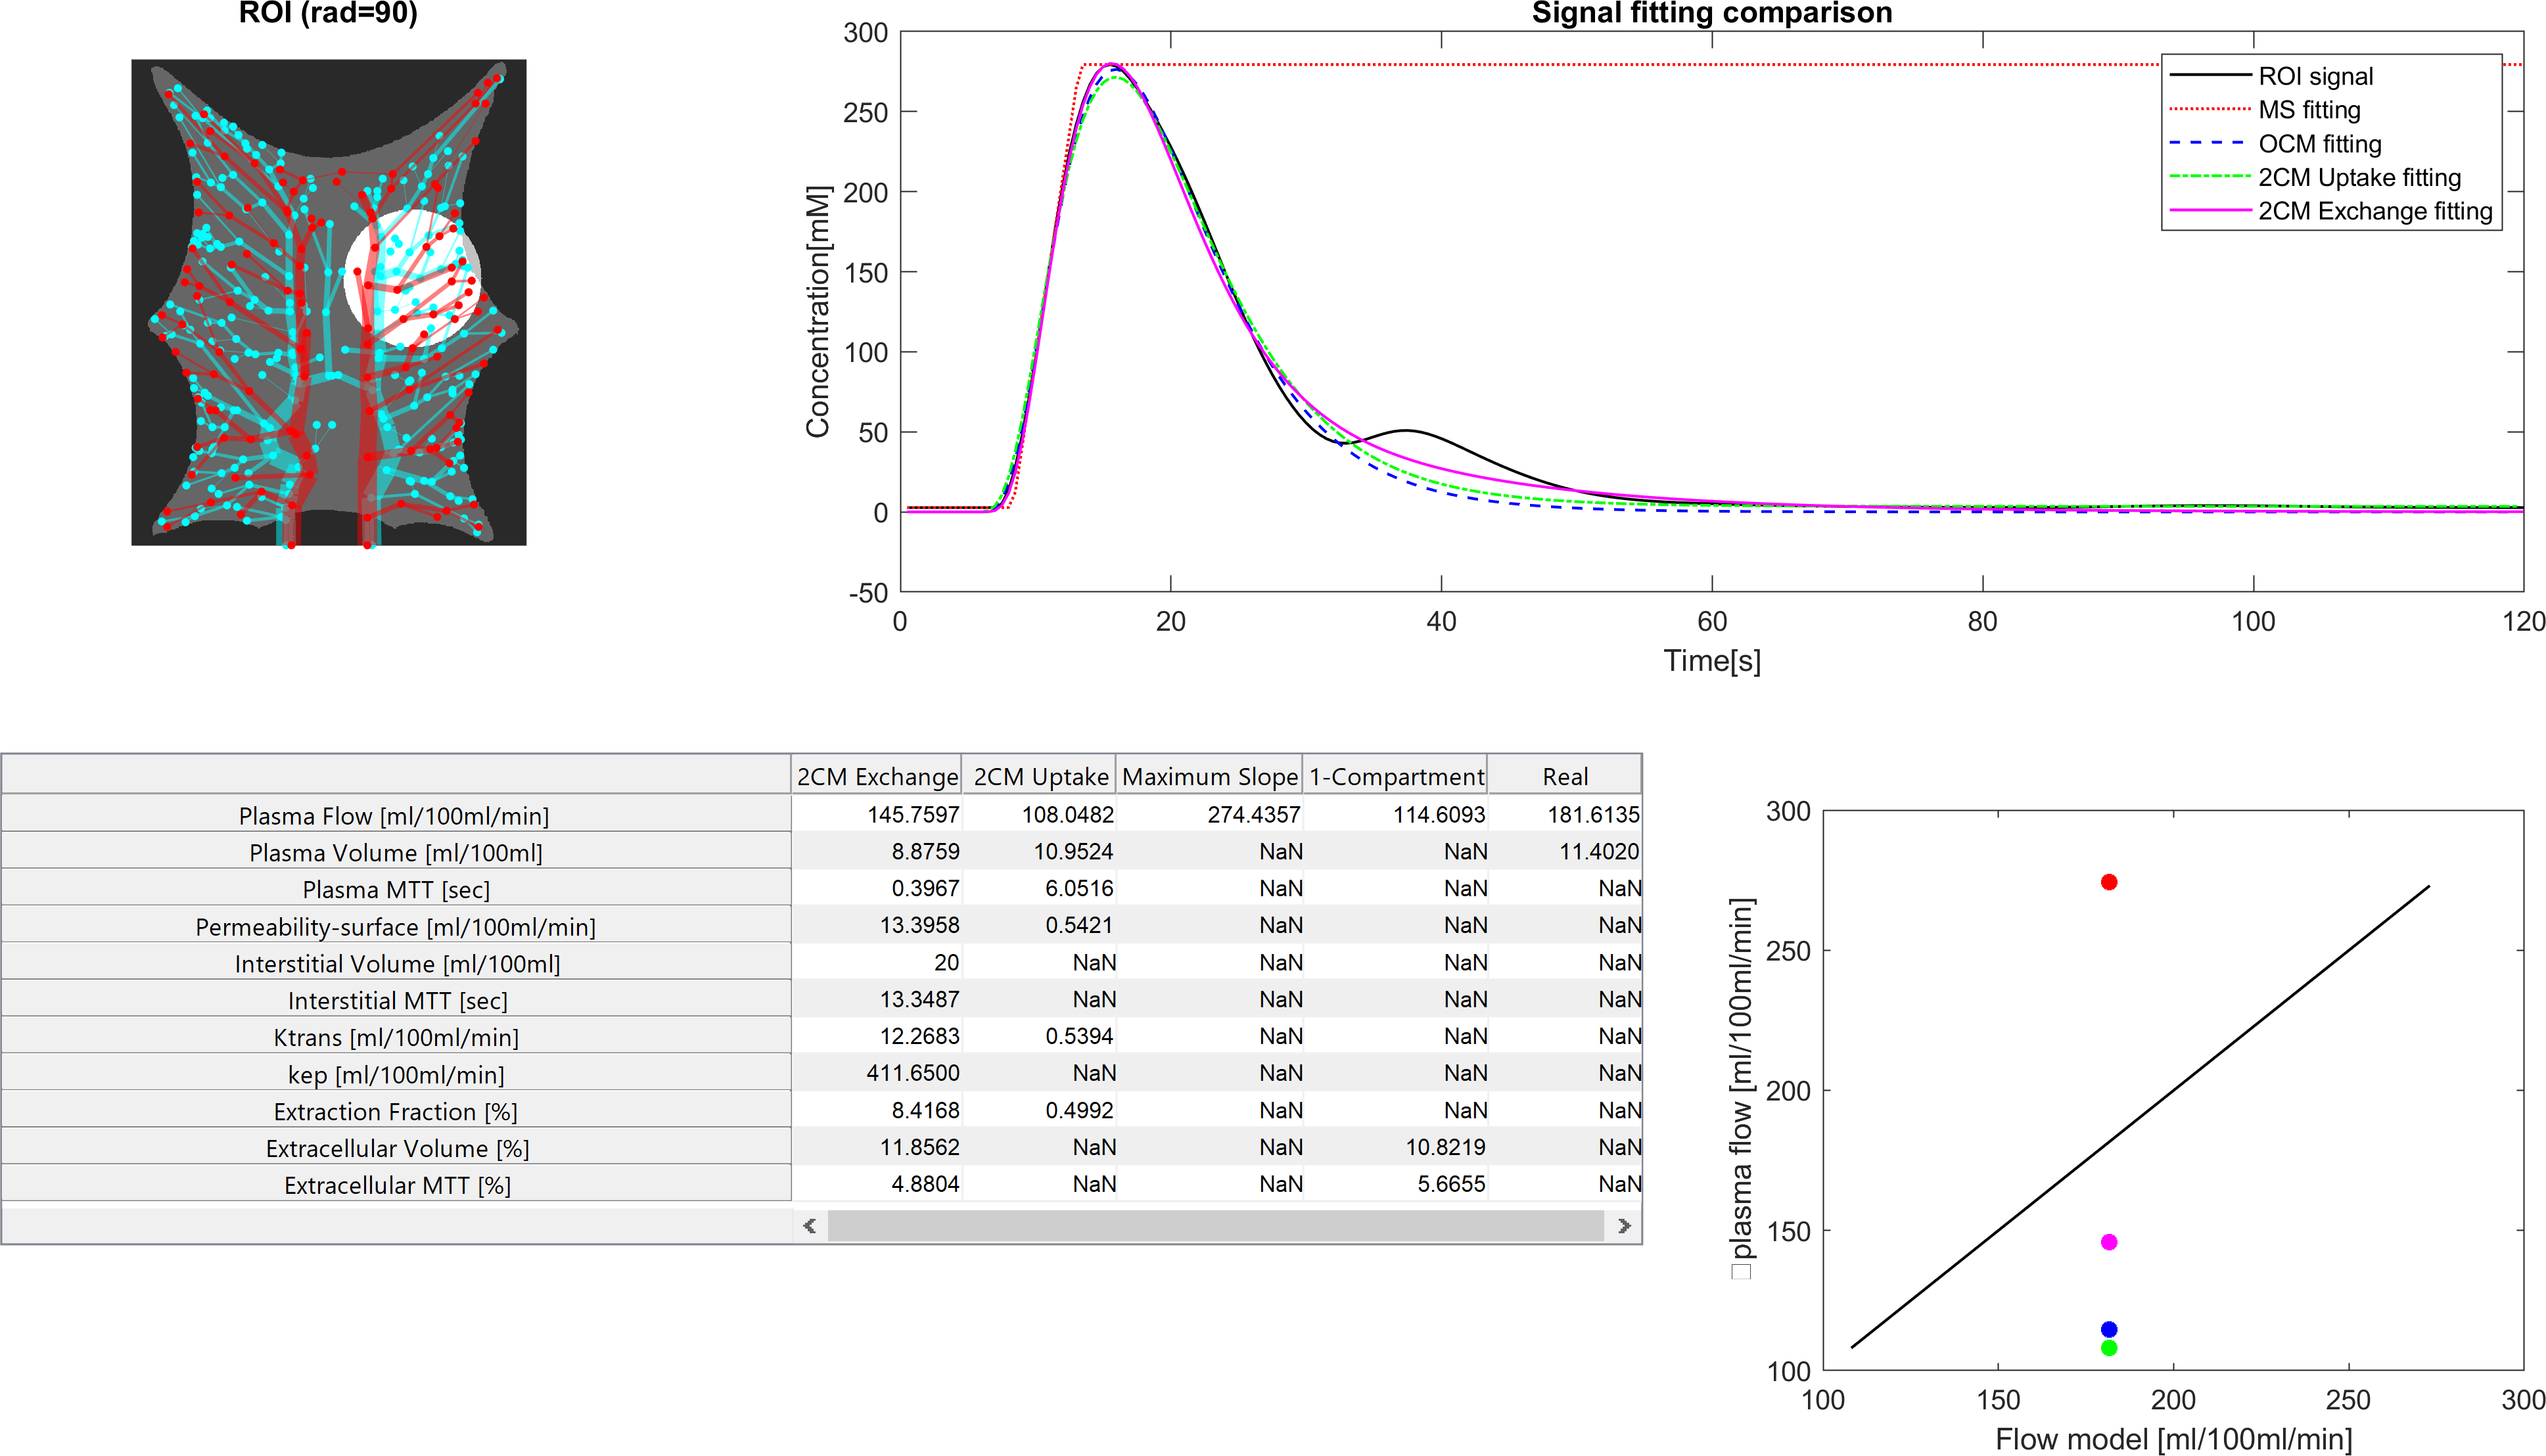 ROI (rad=90)
Signal fitting comparison
300
250
200
150
100
50
0
-50
Concentration[mM]
0 20 40 60 80 100 120
Time[s]
ROI signal
MS fitting
OCM fitting
2CM Uptake fitting
2CM Exchange fitting
2CM Exchange 2CM Uptake Maximum Slope 1-Compartment Real
Plasma Flow [ml/100ml/min] 145.7597 108.0482 274.4357 114.6093 181.6135
Plasma Volume [ml/100ml] 8.8759 10.9524 NaN NaN 11.4020
Plasma MTT [sec] 0.3967 6.0516 NaN NaN NaN
Permeability-surface [ml/100ml/min] 13.3958 0.5421 NaN NaN NaN
Interstitial Volume [ml/100ml] 20 NaN NaN NaN NaN
Interstitial MTT [sec] 13.3487 NaN NaN NaN NaN
Ktrans [ml/100ml/min] 12.2683 0.5394 NaN NaN NaN
kep [ml/100ml/min] 411.6500 NaN NaN NaN NaN
Extraction Fraction [%] 8.4168 0.4992 NaN NaN NaN
Extracellular Volume [%] 11.8562 NaN NaN 10.8219 NaN
Extracellular MTT [%] 4.8804 NaN NaN 5.6655 NaN
300
250
200
150
100
□plasma flow [ml/100ml/min]
100 150 200 250 300
Flow model [ml/100ml/min]